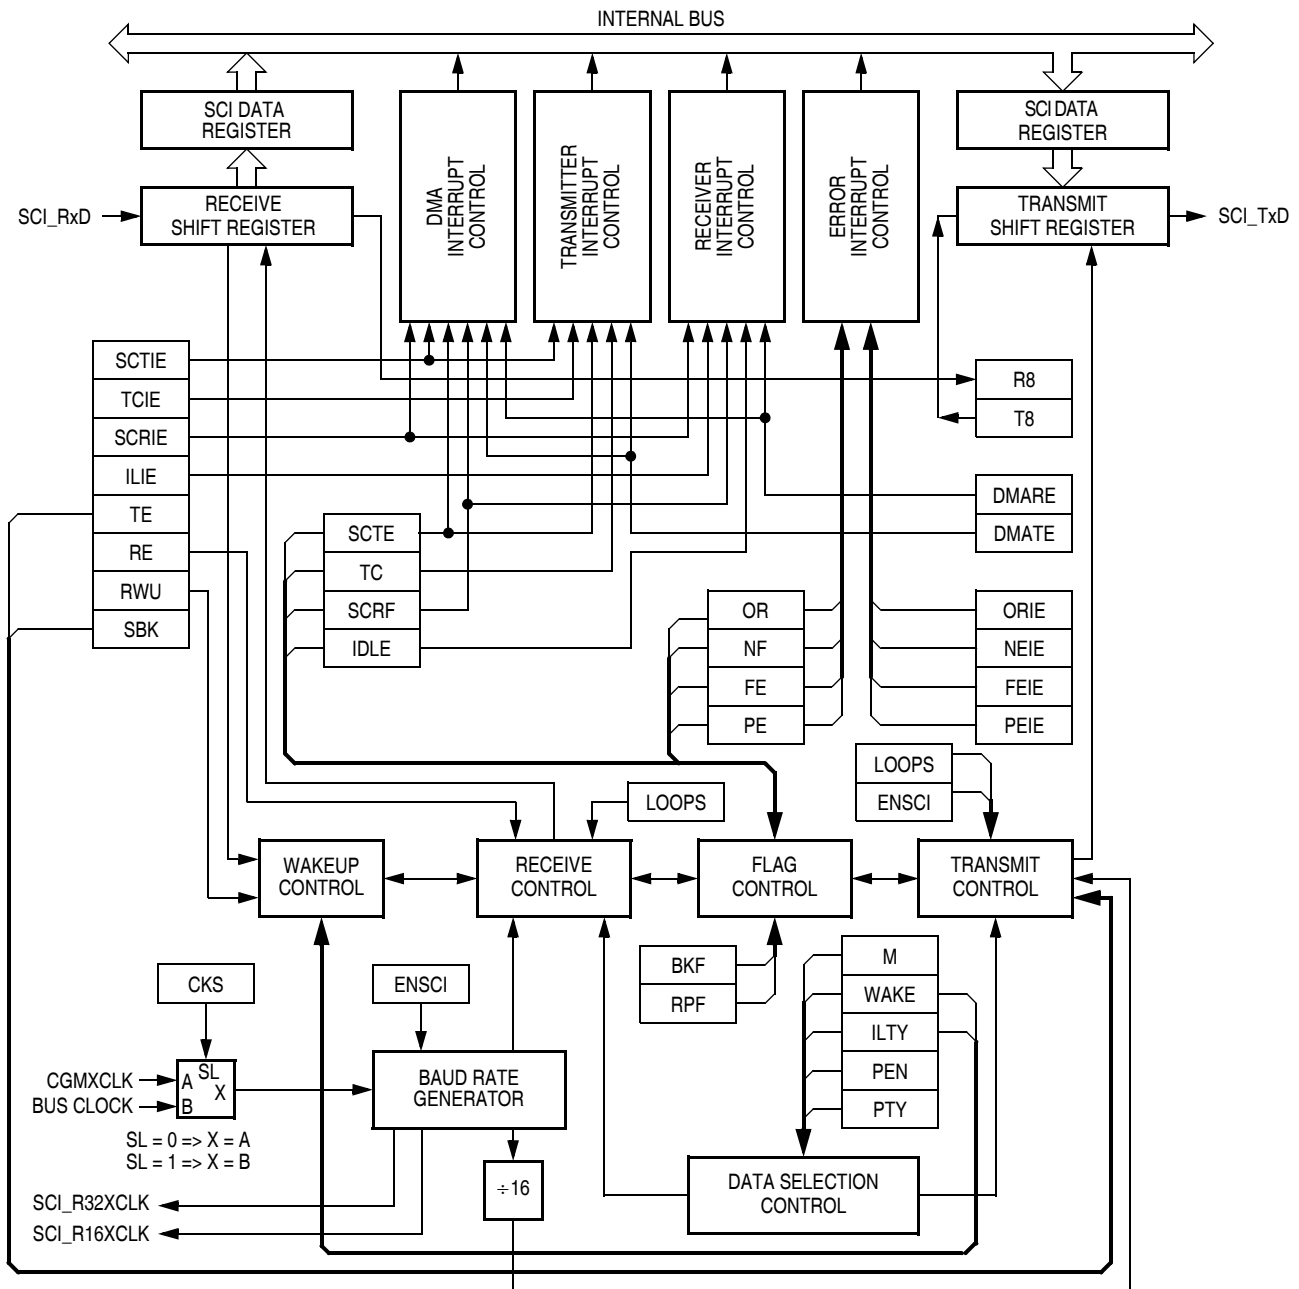 INTERNAL BUS
SCI DATA
REGISTER
SCI DATA
REGISTER
DMA
INTERRUPT
CONTROL
TRANSMITTER
INTERRUPT
CONTROL
RECEIVER
INTERRUPT
CONTROL
ERROR
INTERRUPT
CONTROL
SCI_RxD
RECEIVE
SHIFT REGISTER
TRANSMIT
SHIFT REGISTER
SCI_TxD
SCTIE
TCIE
SCRIE
ILIE
TE
RE
RWU
SBK
R8
T8
DMARE
DMATE
SCTE
TC
SCRF
IDLE
OR
NF
FE
PE
ORIE
NEIE
FEIE
PEIE
LOOPS
ENSCI
LOOPS
WAKEUP
CONTROL
RECEIVE
CONTROL
FLAG
CONTROL
TRANSMIT
CONTROL
BKF
RPF
M
WAKE
ILTY
PEN
PTY
CKS
ENSCI
CGMXCLK
BUS CLOCK
SL
A
X
B
SL = 0 => X = A
SL = 1 => X = B
BAUD RATE
GENERATOR
÷16
DATA SELECTION
CONTROL
SCI_R32XCLK
SCI_R16XCLK